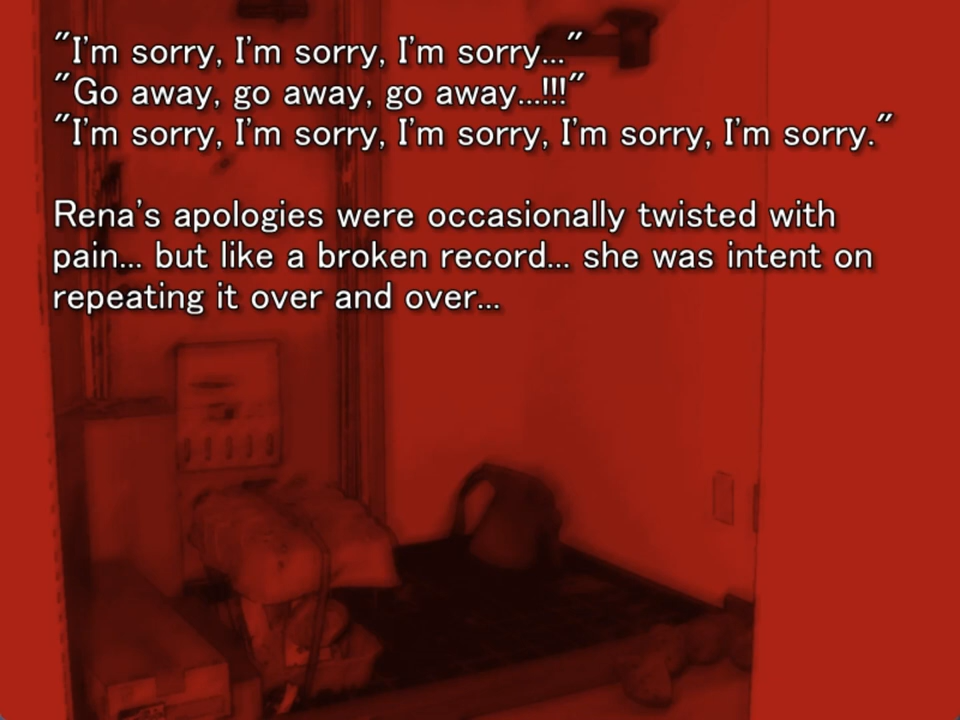 "I'm sorry, I'm sorry, I'm sorry..."
"Go away, go away, go away...!!!"
"I'm sorry, I'm sorry, I'm sorry, I'm sorry, I'm sorry."
Rena's apologies were occasionally twisted with
pain... but like a broken record... she was intent on
repeating it over and over...